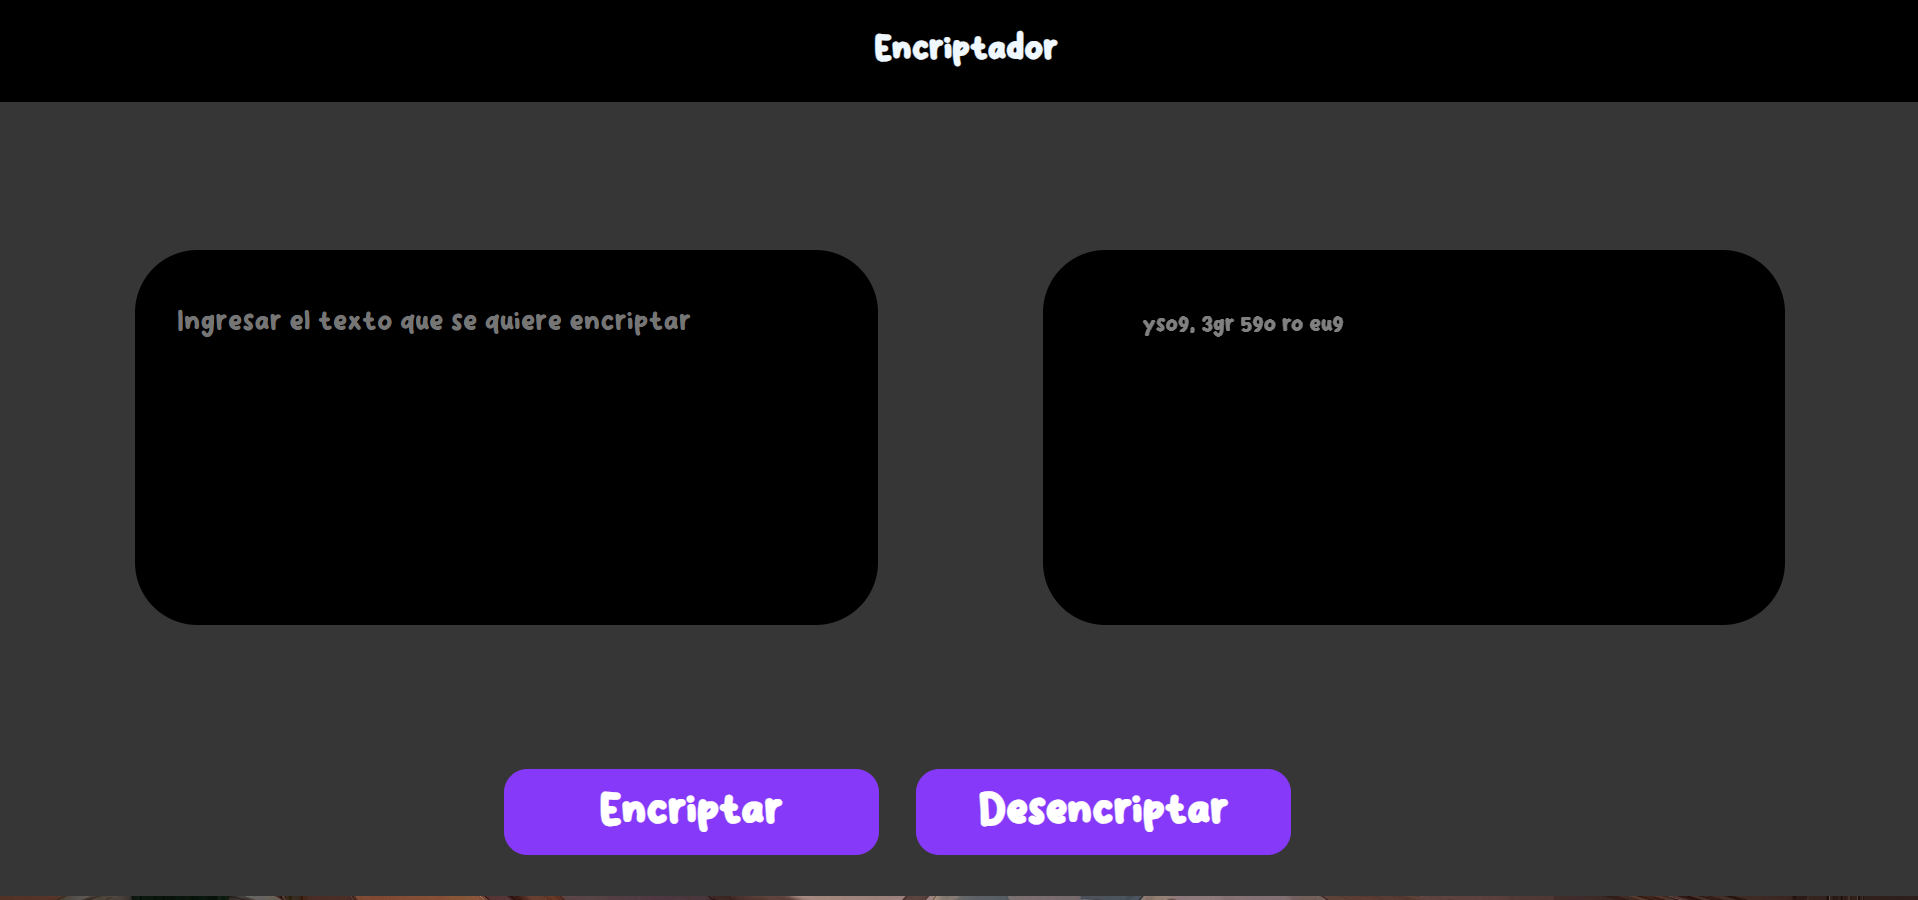 Encriptador
Ingresar el texto que se quiere encriptar
yso9, 3gr 59o ro eu9
Encriptar
Desencriptar